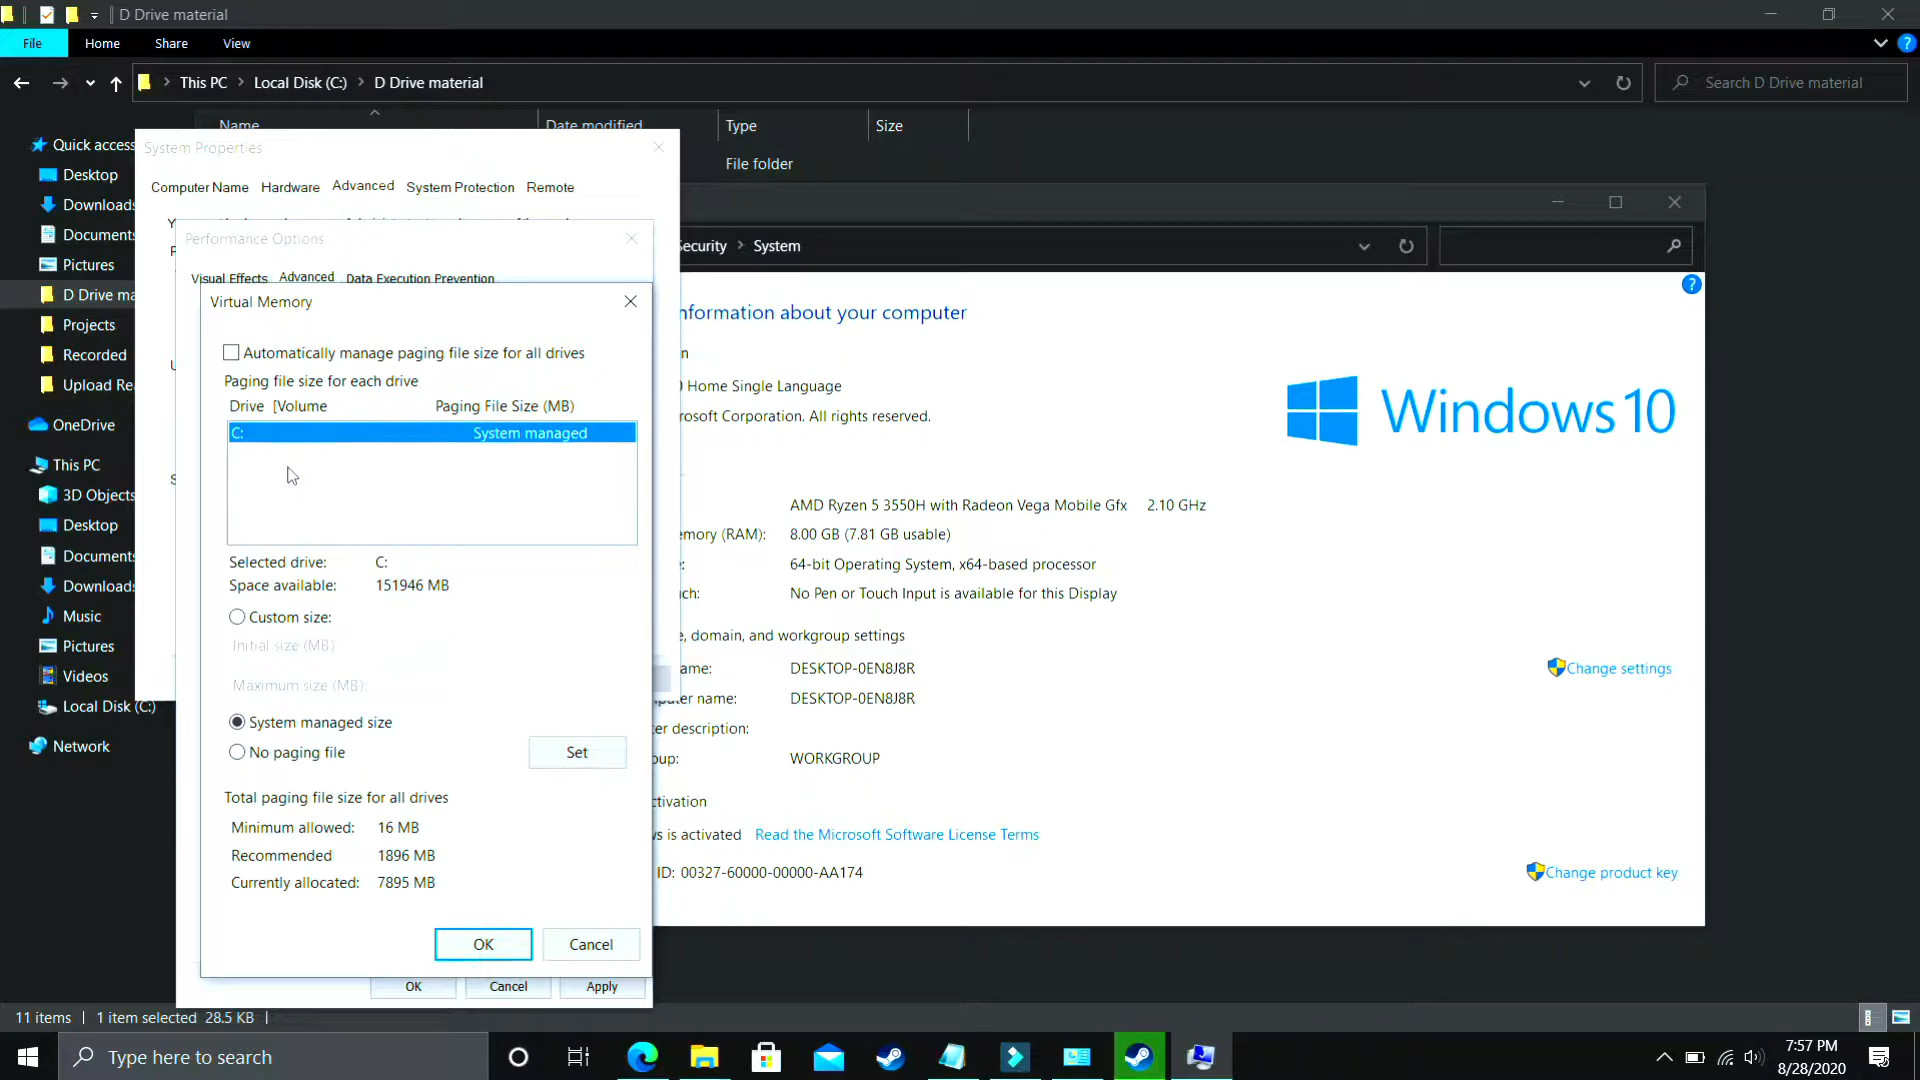 D Drive material
File
Home
Share
View
This PC
Local Disk (C:)
D Drive material
Search D Drive material
Name
Date modified
Type
Size
File folder
Quick access
Desktop
Downloads
Documents
Pictures
D Drive ma
Projects
Recorded
Upload Re
OneDrive
This PC
3D Objects
Desktop
Documents
Downloads
Music
Pictures
Videos
Local Disk (C:)
Network
System Properties
Computer Name
Hardware
Advanced
System Protection
Remote
Performance Options
Visual Effects
Advanced
Data Execution Prevention
Virtual Memory
Automatically manage paging file size for all drives
Paging file size for each drive
Drive [Volume
Paging File Size (MB)
C:
System managed
Selected drive:
C:
Space available:
151946 MB
Custom size:
Initial size (MB)
Maximum size (MB):
System managed size
No paging file
Set
Total paging file size for all drives
Minimum allowed:
16 MB
Recommended
1896 MB
Currently allocated:
7895 MB
OK
Cancel
OK
Cancel
Apply
ecurity
System
nformation about your computer
n
0 Home Single Language
rosoft Corporation. All rights reserved.
Windows 10
AMD Ryzen 5 3550H with Radeon Vega Mobile Gfx 2.10 GHz
emory (RAM):
8.00 GB (7.81 GB usable)
64-bit Operating System, x64-based processor
uch:
No Pen or Touch Input is available for this Display
e, domain, and workgroup settings
ame:
DESKTOP-0EN8J8R
Change settings
uter name:
DESKTOP-0EN8J8R
er description:
oup:
WORKGROUP
ctivation
ws is activated
Read the Microsoft Software License Terms
ID: 00327-60000-00000-AA174
Change product key
11 items
1 item selected 28.5 KB
Type here to search
7:57 PM
8/28/2020